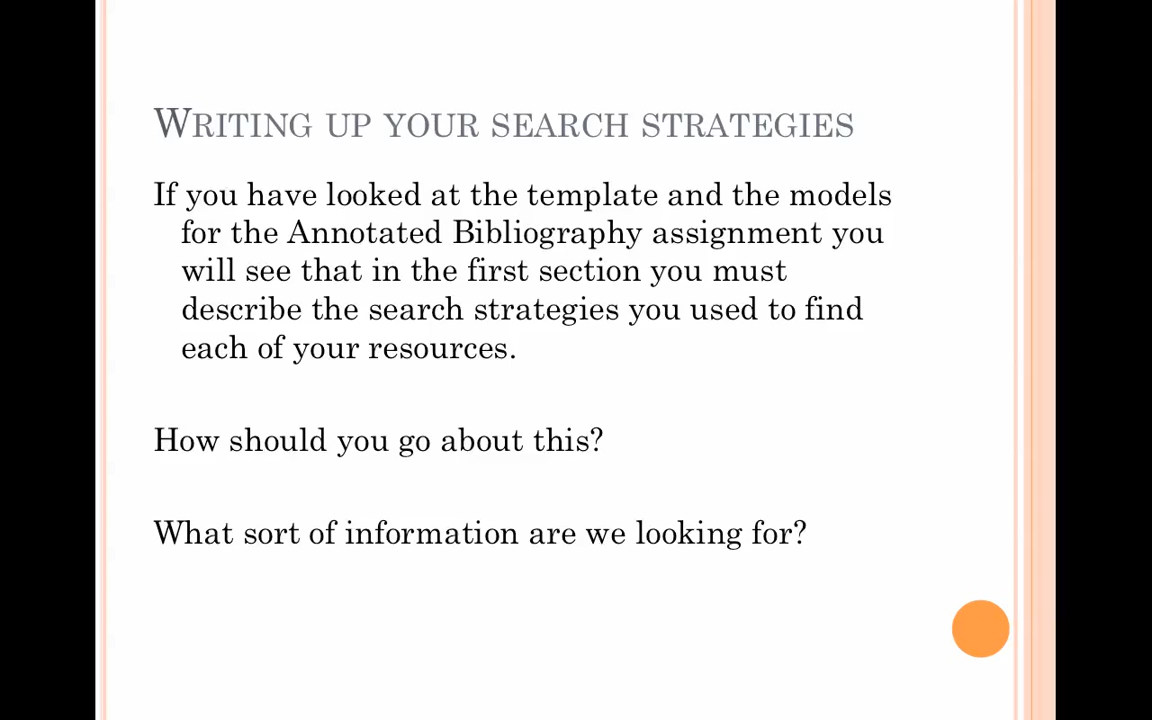 WRITING UP YOUR SEARCH STRATEGIES
If you have looked at the template and the models
for the Annotated Bibliography assignment you
will see that in the first section you must
describe the search strategies you used to find
each of your resources.
How should you go about this?
What sort of information are we looking for?